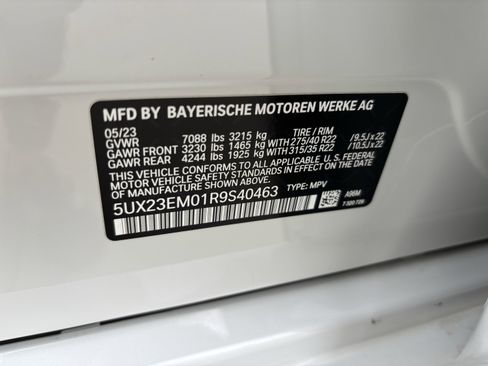 MFD BY BAYERISCHE MOTOREN WERKE AG
05/23
GVWR 7088 lbs 3215 kg TIRE / RIM
GAWR FRONT 3230 lbs 1465 kg WITH 275/40 R22 /9.5J x 22
GAWR REAR 4244 lbs 1925 kg WITH 315/35 R22 /10.5J x 22
THIS VEHICLE CONFORMS TO ALL APPLICABLE U.S. FEDERAL
MOTOR VEHICLE SAFETY STANDARDS IN EFFECT ON THE
DATE OF MANUFACTURE SHOWN ABOVE.
5UX23EM01R9S40463 TYPE: MPV A96M